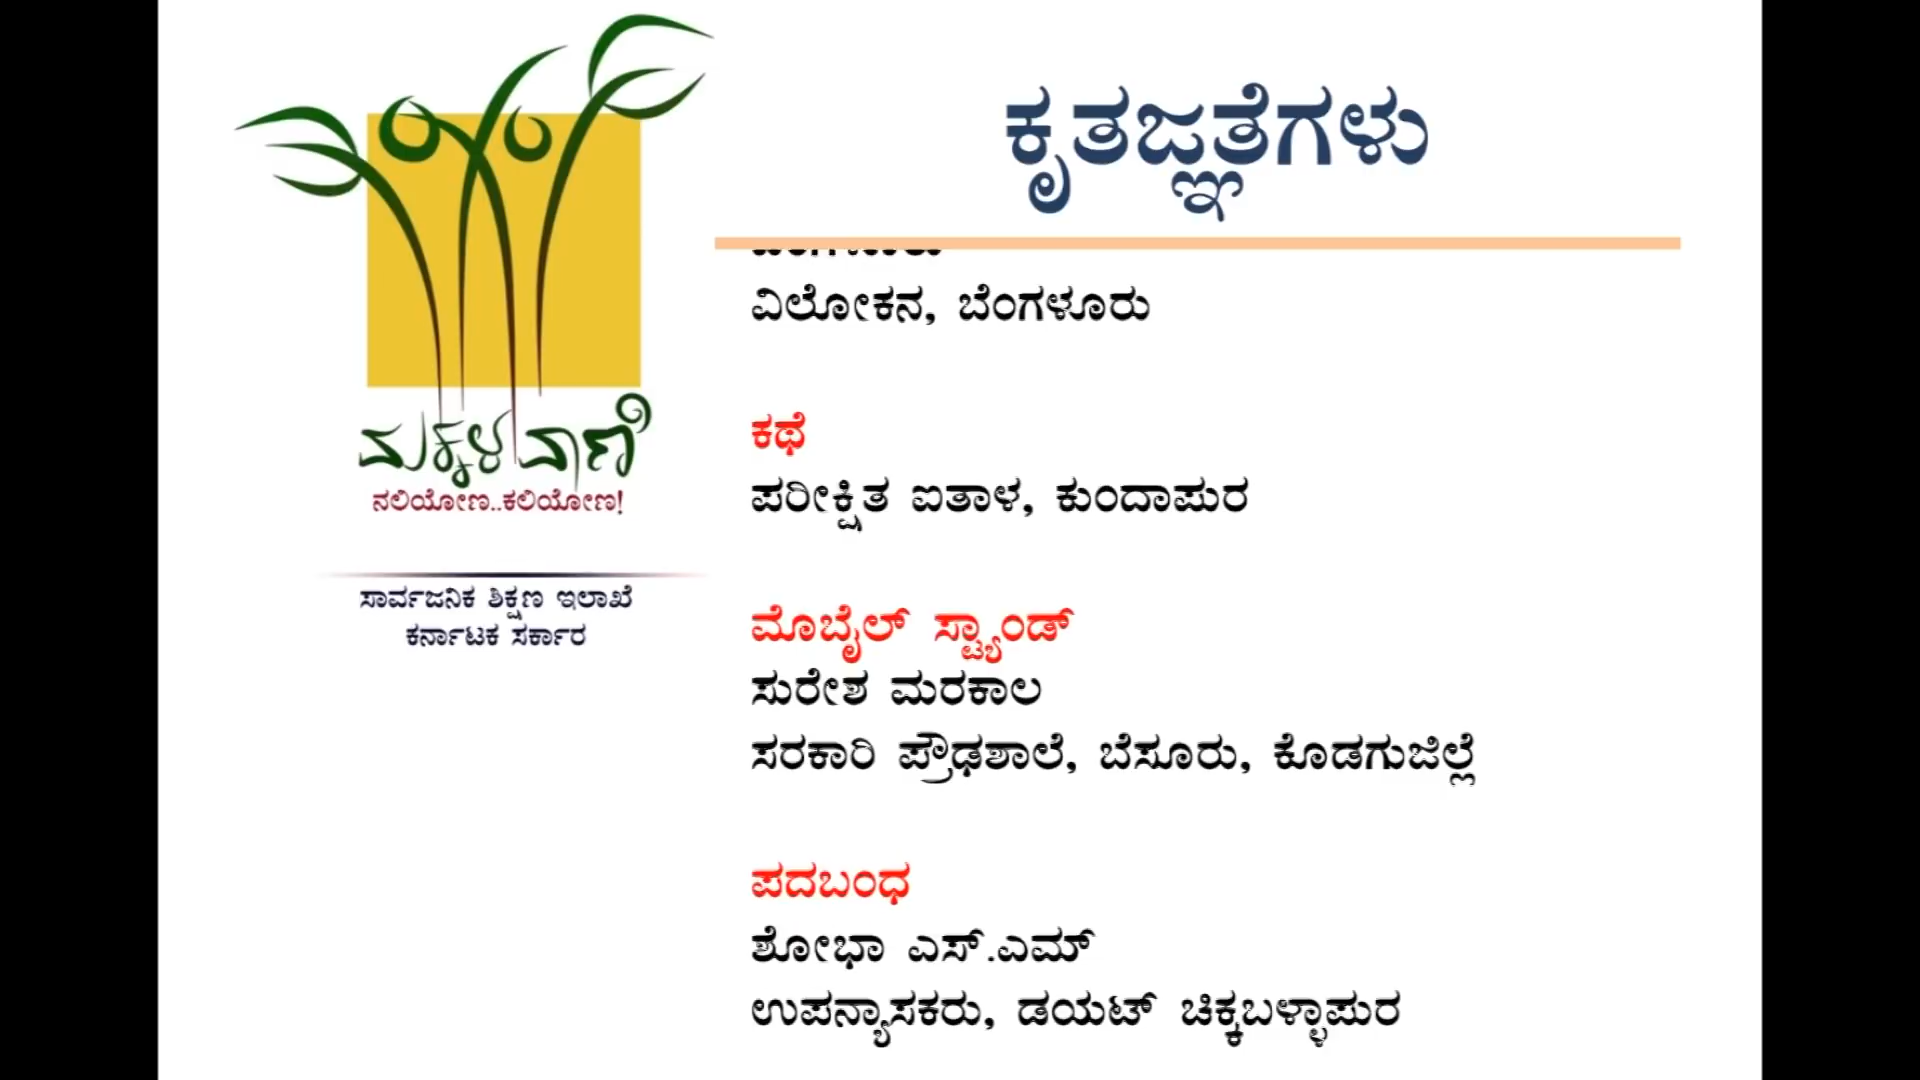 ಕೃತಜ್ಞತೆಗಳು
ವಿಲೋಕನ, ಬೆಂಗಳೂರು
ಕಥೆ
ಪರೀಕ್ಷಿತ ಐತಾಳ, ಕುಂದಾಪುರ
ಮೊಬೈಲ್ ಸ್ಟ್ಯಾಂಡ್
ಸುರೇಶ ಮರಕಾಲ
ಸರಕಾರಿ ಪ್ರೌಢಶಾಲೆ, ಬೆಸೂರು, ಕೊಡಗುಜಿಲ್ಲೆ
ಪದಬಂಧ
ಶೋಭಾ ಎಸ್.ಎಮ್
ಉಪನ್ಯಾಸಕರು, ಡಯಟ್ ಚಿಕ್ಕಬಳ್ಳಾಪುರ
ಮಕ್ಕಳ ವಾಣಿ
ನಲಿಯೋಣ..ಕಲಿಯೋಣ!
ಸಾರ್ವಜನಿಕ ಶಿಕ್ಷಣ ಇಲಾಖೆ
ಕರ್ನಾಟಕ ಸರ್ಕಾರ